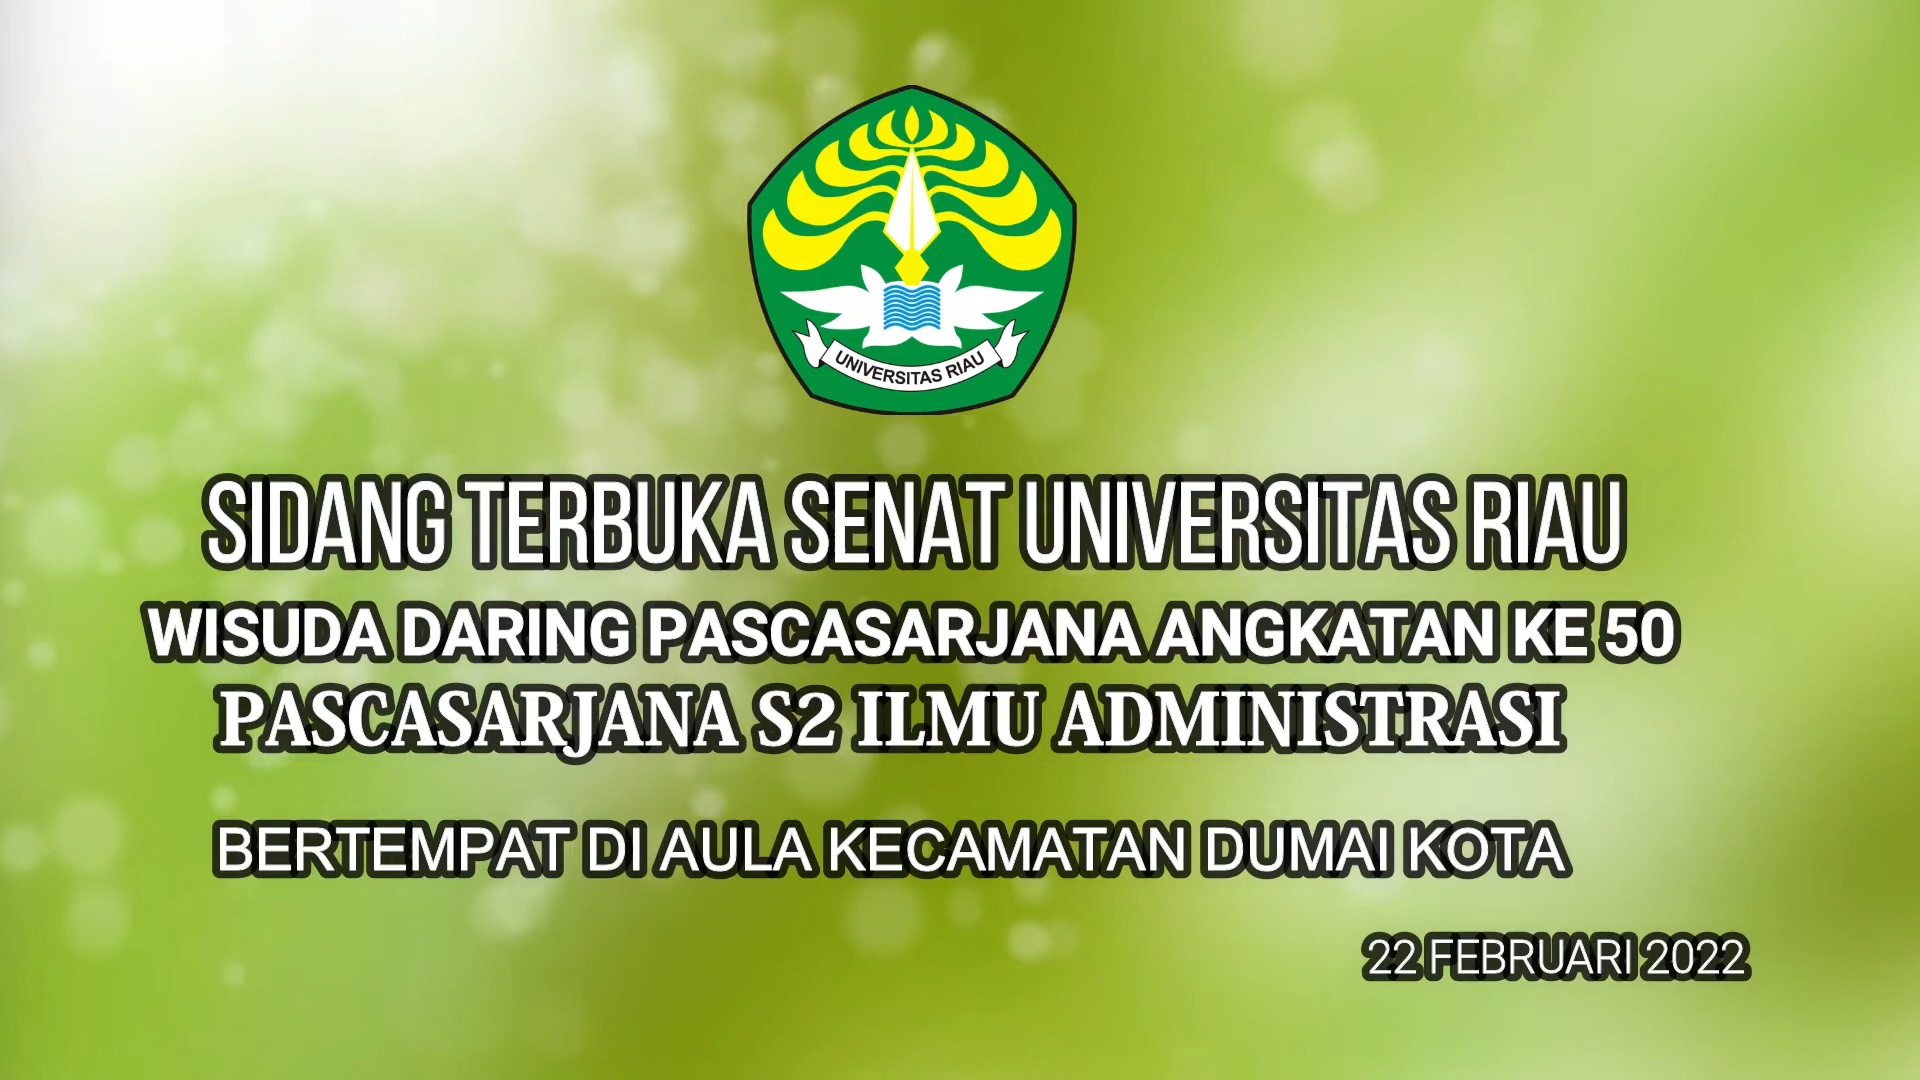 UNIVERSITAS RIAU
SIDANG TERBUKA SENAT UNIVERSITAS RIAU
WISUDA DARING PASCASARJANA ANGKATAN KE 50
PASCASARJANA S2 ILMU ADMINISTRASI
BERTEMPAT DI AULA KECAMATAN DUMAI KOTA
22 FEBRUARI 2022